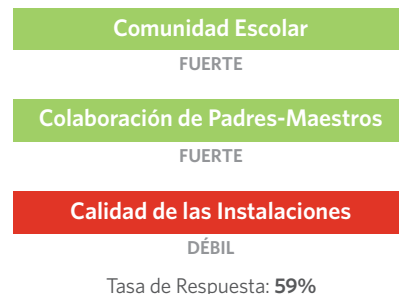 Comunidad Escolar
FUERTE
Colaboración de Padres-Maestros
FUERTE
Calidad de las Instalaciones
DÉBIL
Tasa de Respuesta: 59%